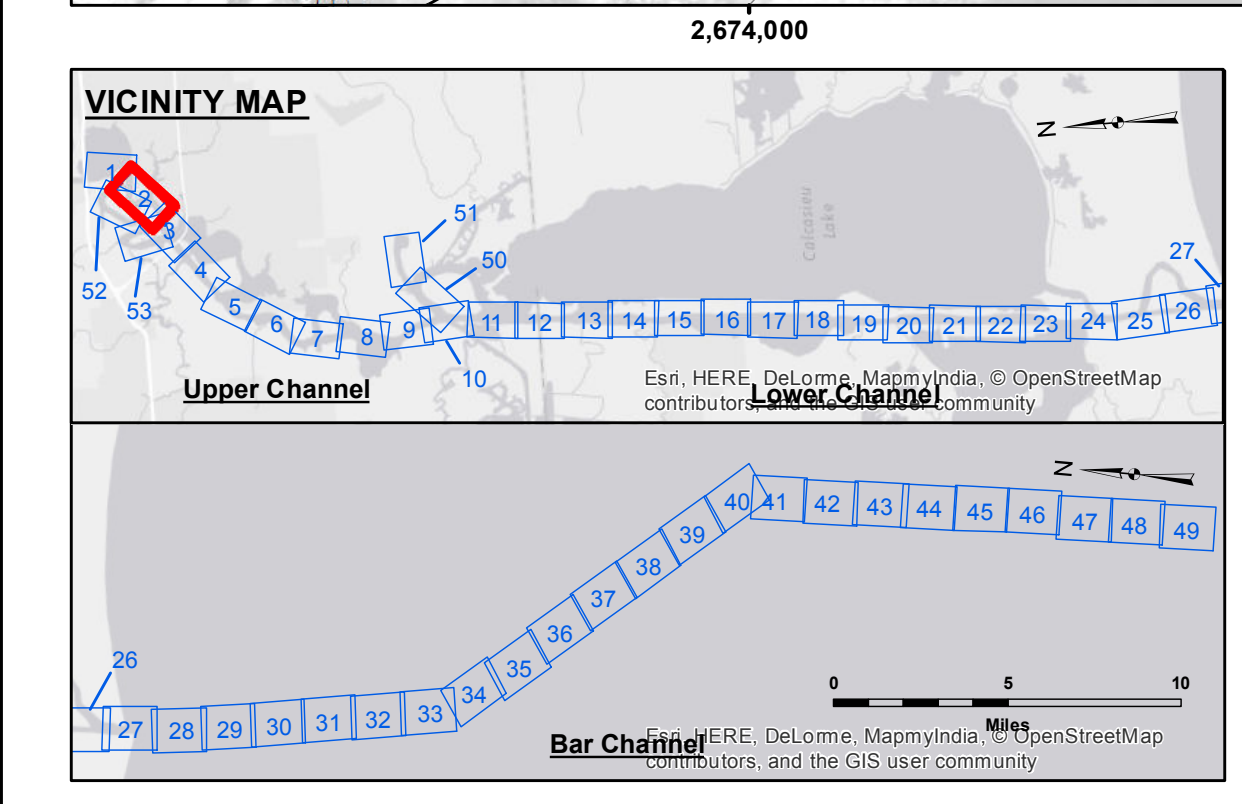 2,674,000
VICINITY MAP
N
Calcasieu
Lake
1
2
3
52
53
4
5
6
7
8
9
10
51
50
11 12 13 14 15 16 17 18 19 20 21 22 23 24 25 26
27
Upper Channel
Lower Channel
Esri, HERE, DeLorme, MapmyIndia, © OpenStreetMap
contributors, and the GIS user community
N
26
27 28 29 30 31 32 33 34 35 36 37 38 39 40 41 42 43 44 45 46 47 48 49
0 5 10
Miles
Bar Channel
Esri, HERE, DeLorme, MapmyIndia, © OpenStreetMap
contributors, and the GIS user community